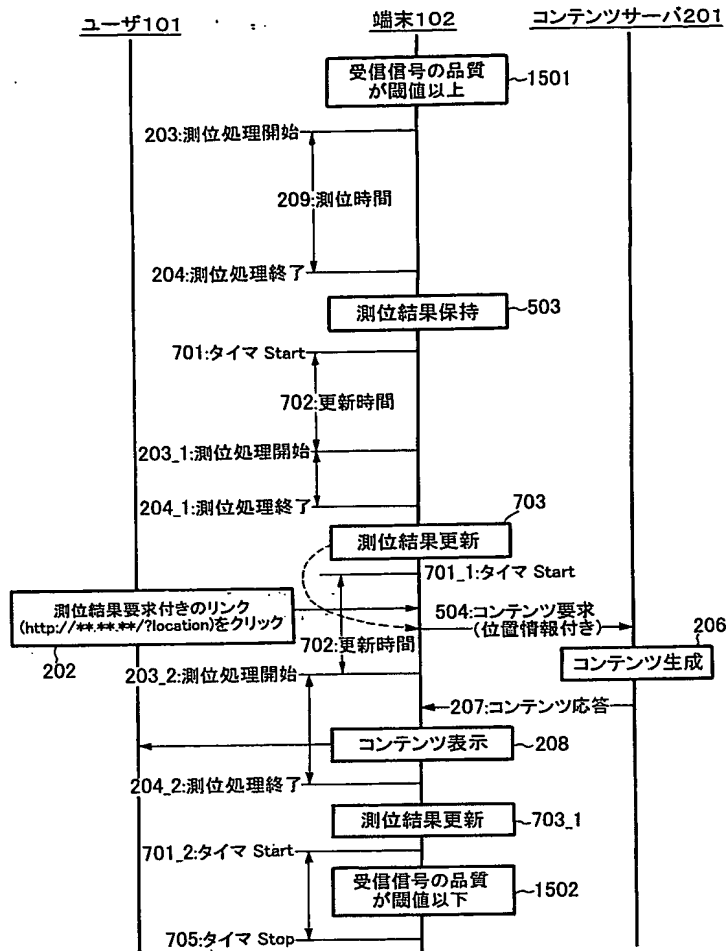 ユーザ101
端末102
コンテンツサーバ201
受信信号の品質
が閾値以上
1501
203:測位処理開始
209:測位時間
204:測位処理終了
測位結果保持
503
701:タイマ Start
702:更新時間
203_1:測位処理開始
204_1:測位処理終了
703
測位結果更新
701_1:タイマ Start
測位結果要求付きのリンク
(http://**.**.**/?location)をクリック
202
504:コンテンツ要求
(位置情報付き)
702:更新時間
206
コンテンツ生成
203_2:測位処理開始
207:コンテンツ応答
コンテンツ表示
208
204_2:測位処理終了
測位結果更新
703_1
701_2:タイマ Start
受信信号の品質
が閾値以下
1502
705:タイマ Stop